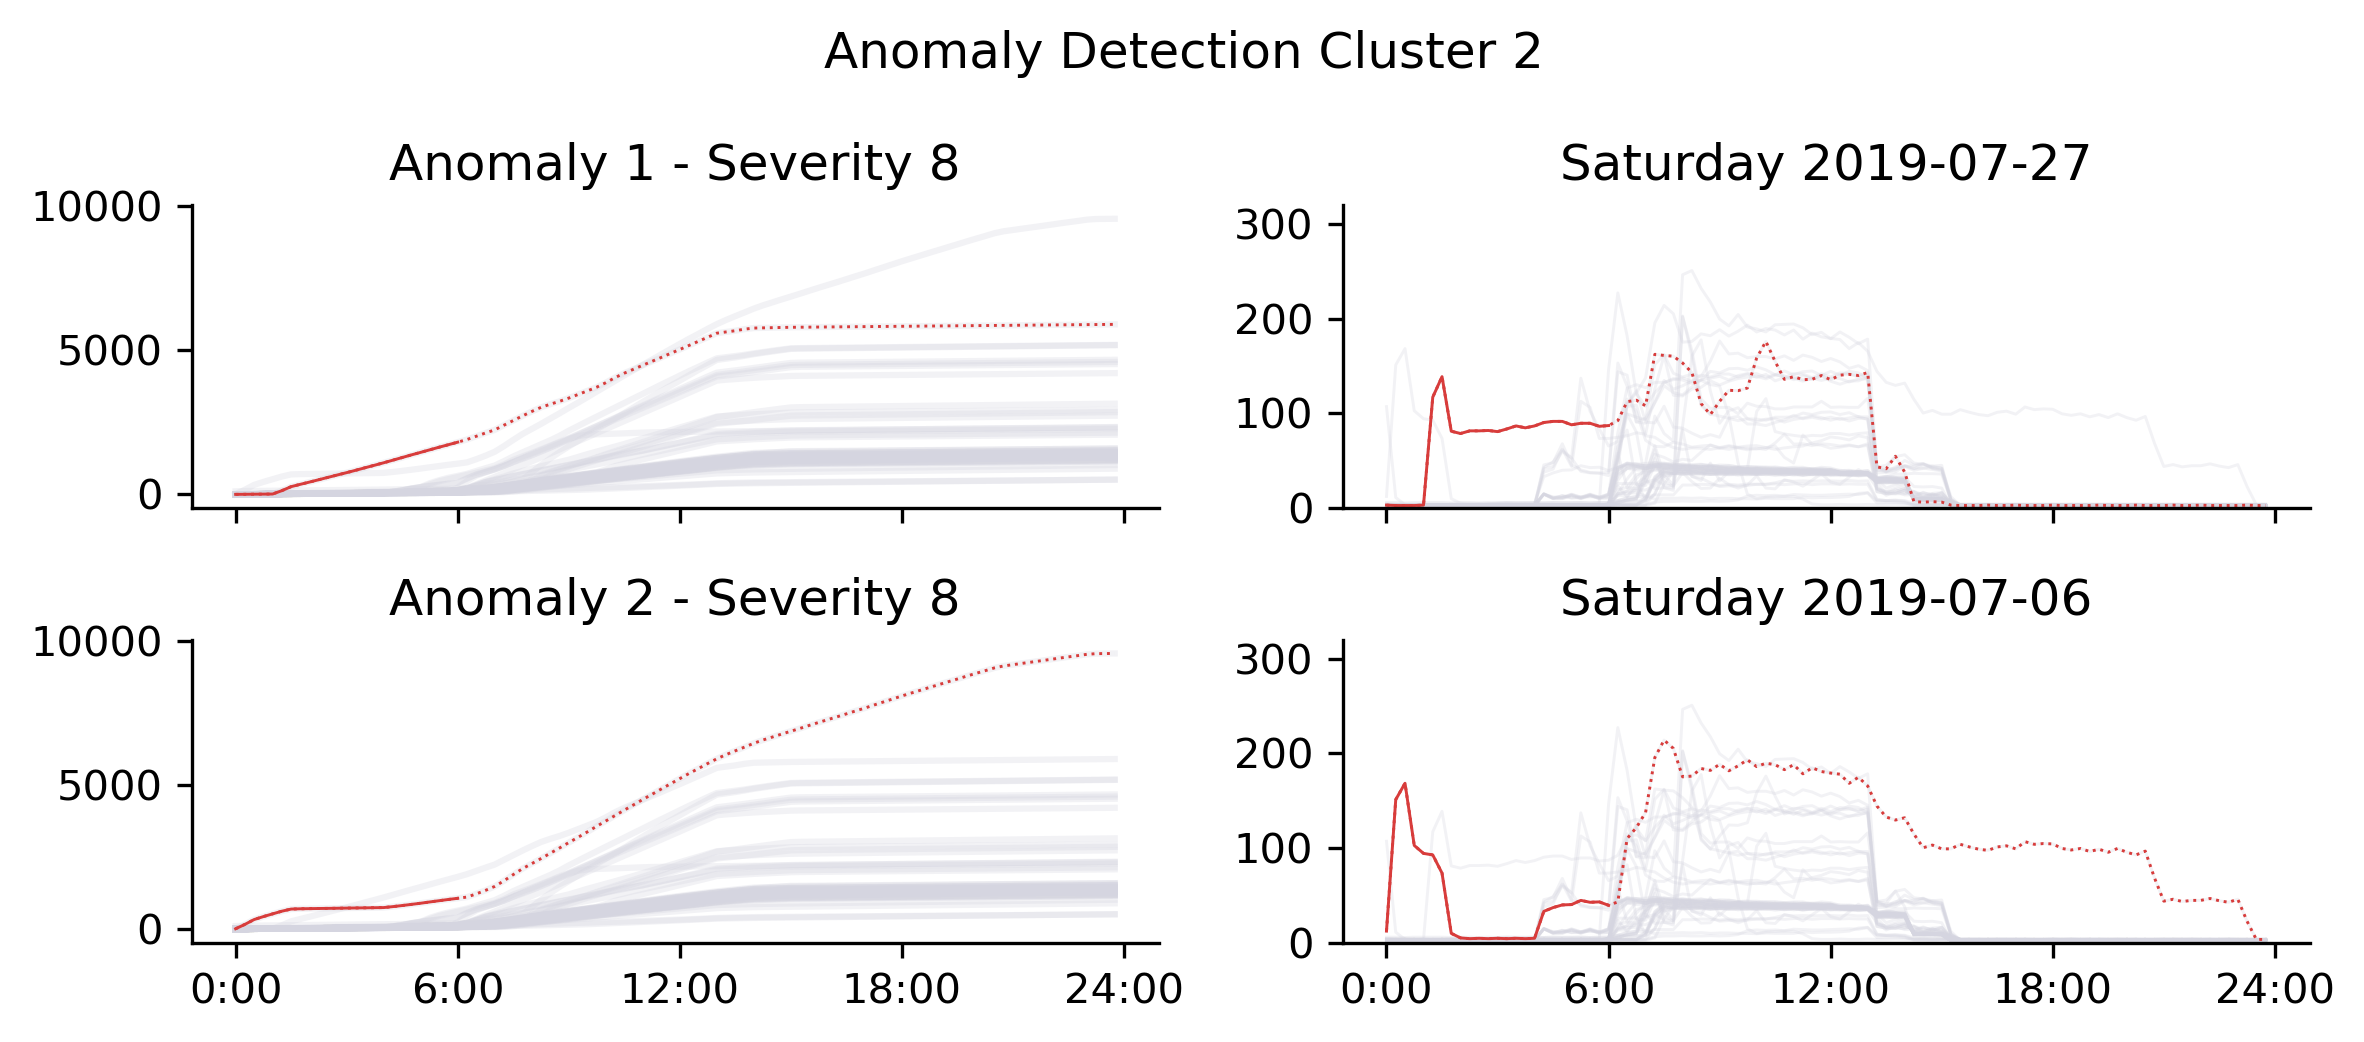 Anomaly Detection Cluster 2
Anomaly 1 - Severity 8
Saturday 2019-07-27
10000
5000
0
300
200
100
0
Anomaly 2 - Severity 8
Saturday 2019-07-06
10000
5000
0
0:00 6:00 12:00 18:00 24:00
300
200
100
0
0:00 6:00 12:00 18:00 24:00